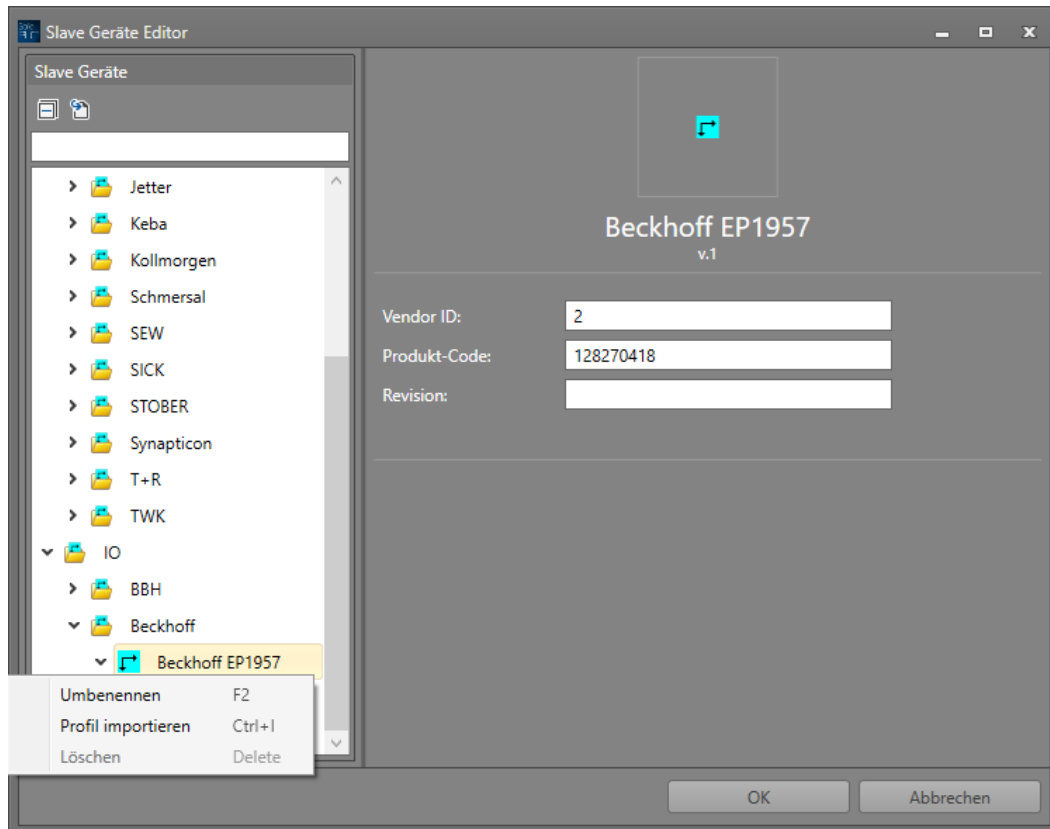 Slave Geräte Editor
Slave Geräte
Jetter
Keba
Kollmorgen
Schmersal
SEW
SICK
STOBER
Synapticon
T+R
TWK
IO
BBH
Beckhoff
Beckhoff EP1957
Umbenennen F2
Profil importieren Ctrl+I
Löschen Delete
Beckhoff EP1957
v.1
Vendor ID: 2
Produkt-Code: 128270418
Revision:
OK Abbrechen